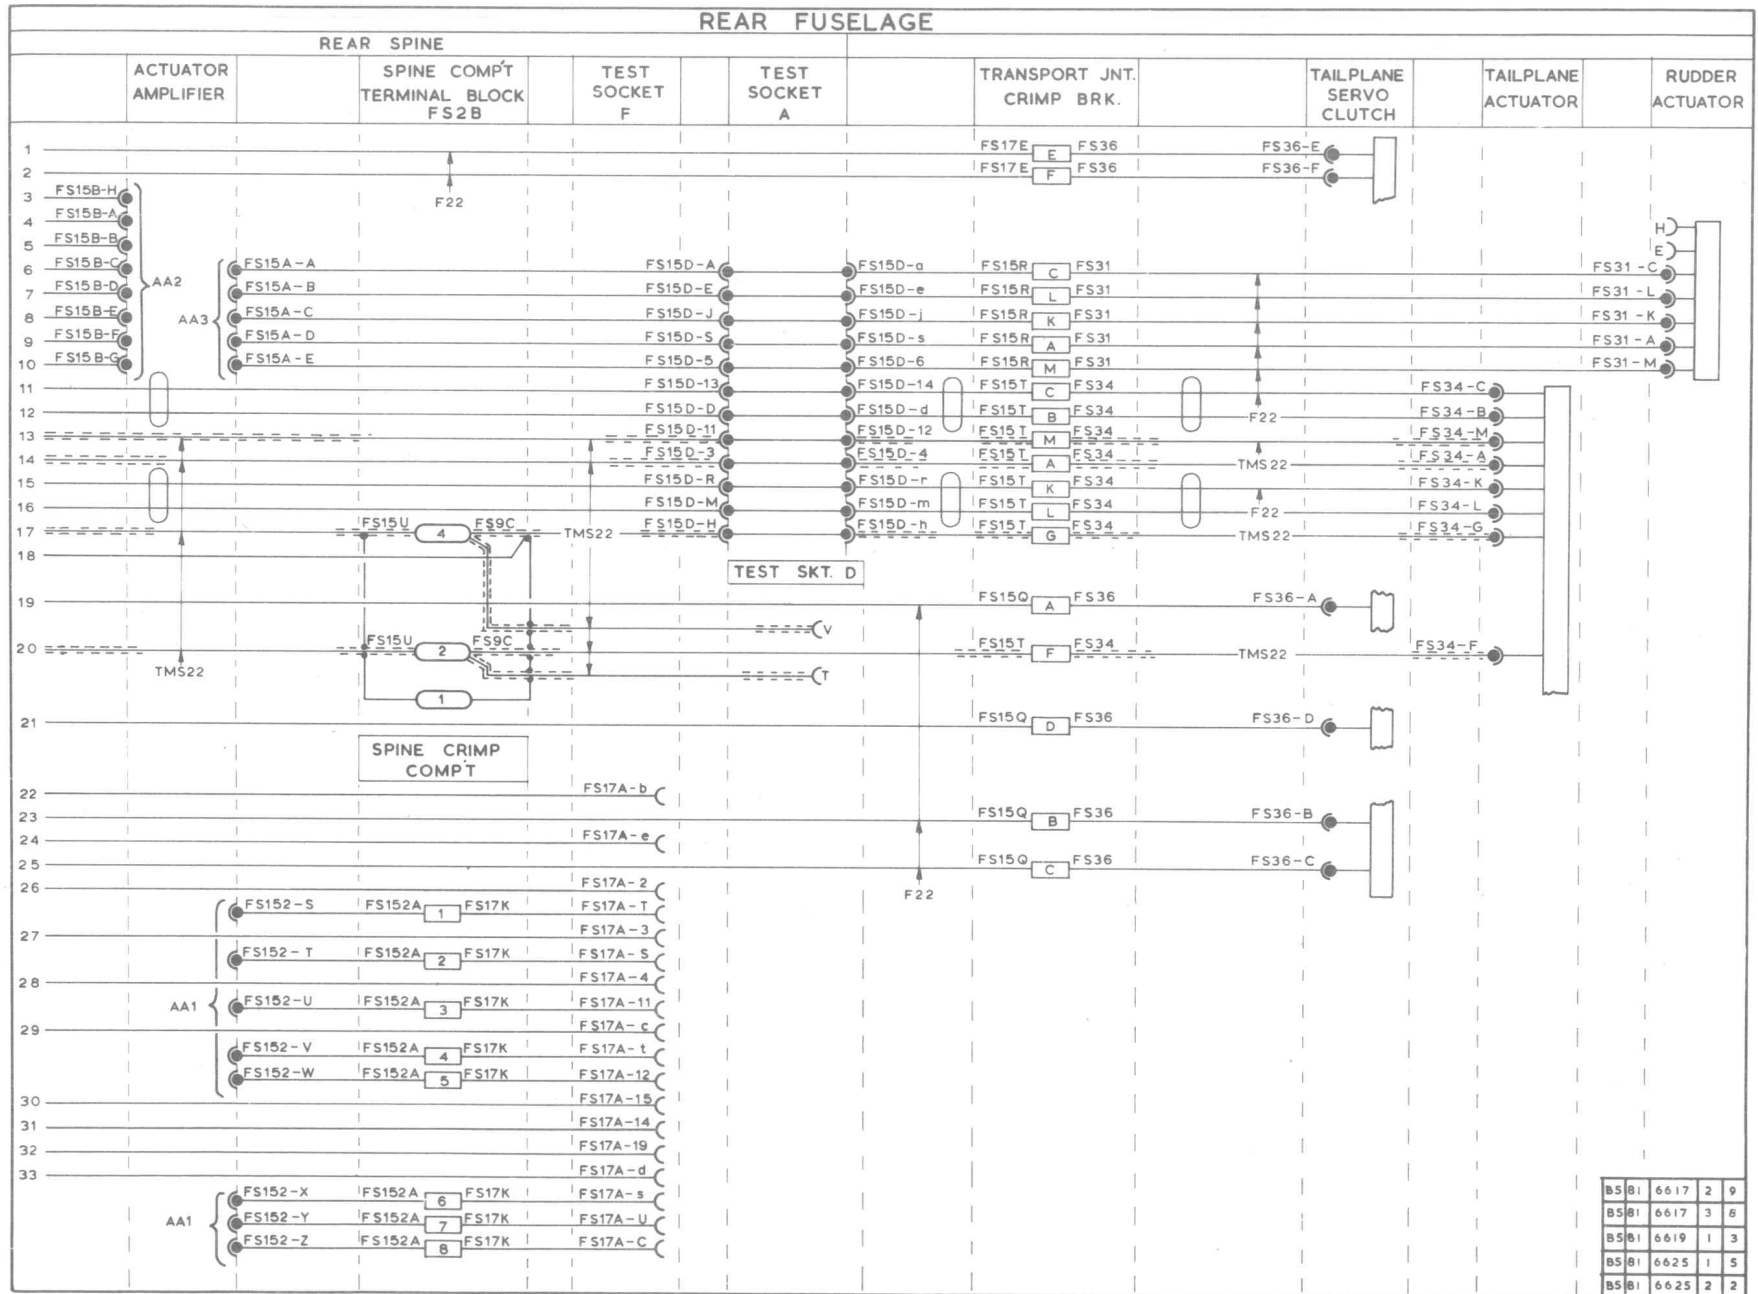 REAR FUSELAGE
REAR SPINE
ACTUATOR AMPLIFIER
SPINE COMP'T TERMINAL BLOCK FS2B
TEST SOCKET F
TEST SOCKET A
TRANSPORT JNT. CRIMP BRK.
TAILPLANE SERVO CLUTCH
TAILPLANE ACTUATOR
RUDDER ACTUATOR
1 FS17E E FS36 FS36-E
2 FS17E F FS36 FS36-F
F22
3 FS15B-H
4 FS15B-A
H
5 FS15B-B
E
6 FS15B-C FS15A-A FS15D-A FS15D-a FS15R C FS31 FS31-C
AA2
7 FS15B-D FS15A-B FS15D-E FS15D-e FS15R L FS31 FS31-L
8 FS15B-E AA3 FS15A-C FS15D-J FS15D-j FS15R K FS31 FS31-K
9 FS15B-F FS15A-D FS15D-S FS15D-s FS15R A FS31 FS31-A
10 FS15B-G FS15A-E FS15D-5 FS15D-6 FS15R M FS31 FS31-M
11 FS15D-13 FS15D-14 FS15T C FS34 FS34-C
12 FS15D-D FS15D-d FS15T B FS34 F22 FS34-B
13 FS15D-11 FS15D-12 FS15T M FS34 FS34-M
14 FS15D-3 FS15D-4 FS15T A FS34 TMS22 FS34-A
15 FS15D-R FS15D-r FS15T K FS34 FS34-K
16 FS15D-M FS15D-m FS15T L FS34 F22 FS34-L
17 FS15U 4 FS9C TMS22 FS15D-H FS15D-h FS15T G FS34 TMS22 FS34-G
18
TEST SKT. D
19 FS15Q A FS36 FS36-A
V
20 FS15U 2 FS9C FS15T F FS34 TMS22 FS34-F
TMS22
T
1
21 FS15Q D FS36 FS36-D
SPINE CRIMP COMP'T
22 FS17A-b
23 FS15Q B FS36 FS36-B
24 FS17A-e
25 FS15Q C FS36 FS36-C
26 FS17A-2
F22
FS152-S FS152A 1 FS17K FS17A-T
27 FS17A-3
FS152-T FS152A 2 FS17K FS17A-S
28 FS17A-4
AA1 FS152-U FS152A 3 FS17K FS17A-11
29 FS17A-c
FS152-V FS152A 4 FS17K FS17A-t
FS152-W FS152A 5 FS17K FS17A-12
30 FS17A-15
31 FS17A-14
32 FS17A-19
33 FS17A-d
FS152-X FS152A 6 FS17K FS17A-s
AA1 FS152-Y FS152A 7 FS17K FS17A-U
FS152-Z FS152A 8 FS17K FS17A-C
BS 81 6617 2 9
BS 81 6617 3
BS 81 6619 1 3
BS 81 6625 1 5
BS 81 6625 2 2